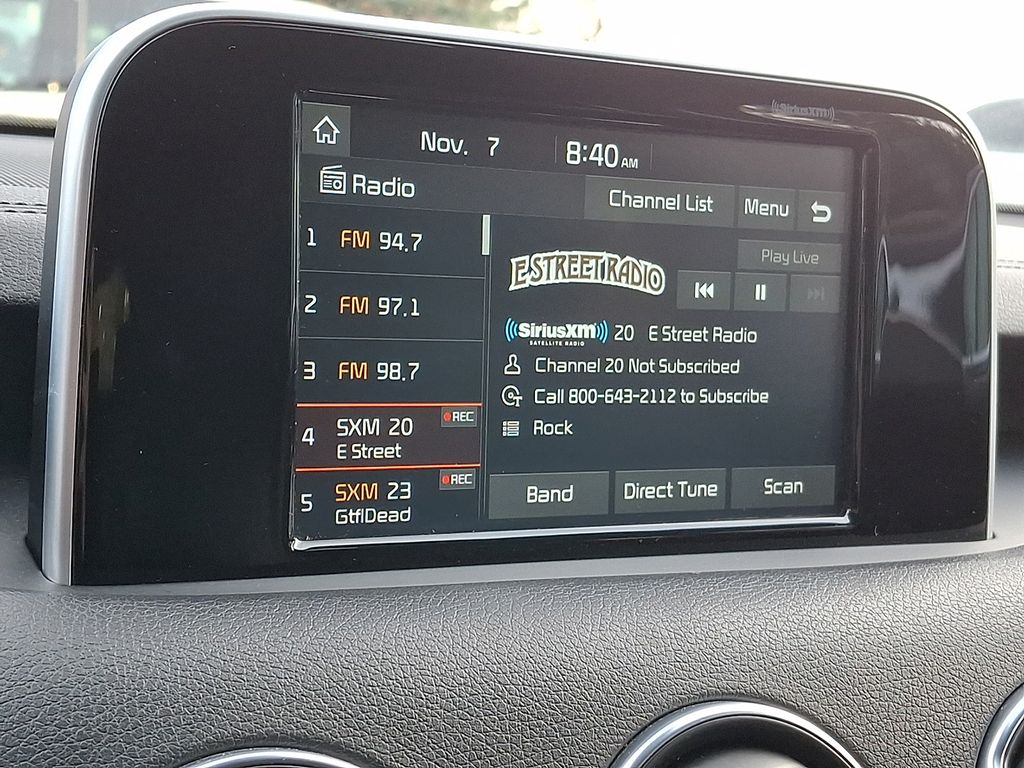 SiriusXM
Nov. 7 8:40 AM
Radio
Channel List Menu
1 FM 94.7
2 FM 97.1
3 FM 98.7
4 SXM 20 REC
E Street
5 SXM 23 REC
GtflDead
Play Live
E STREET RADIO
SiriusXM 20 E Street Radio
SATELLITE RADIO
Channel 20 Not Subscribed
Call 800-643-2112 to Subscribe
Rock
Band Direct Tune Scan